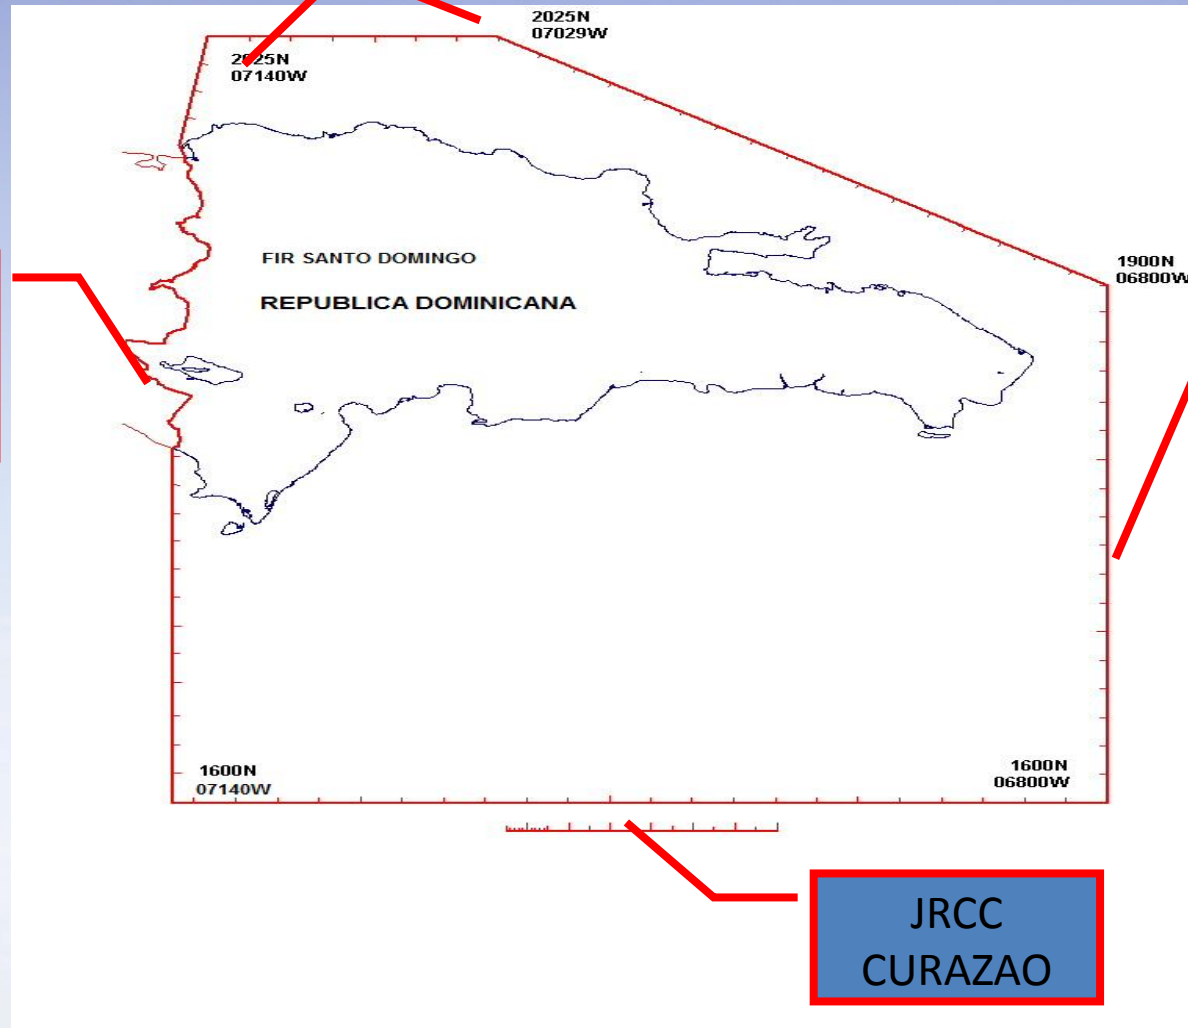 2025N
07029W
2025N
07140W
FIR SANTO DOMINGO
1900N
06800W
REPUBLICA DOMINICANA
1600N
07140W
1600N
06800W
JRCC
CURAZAO